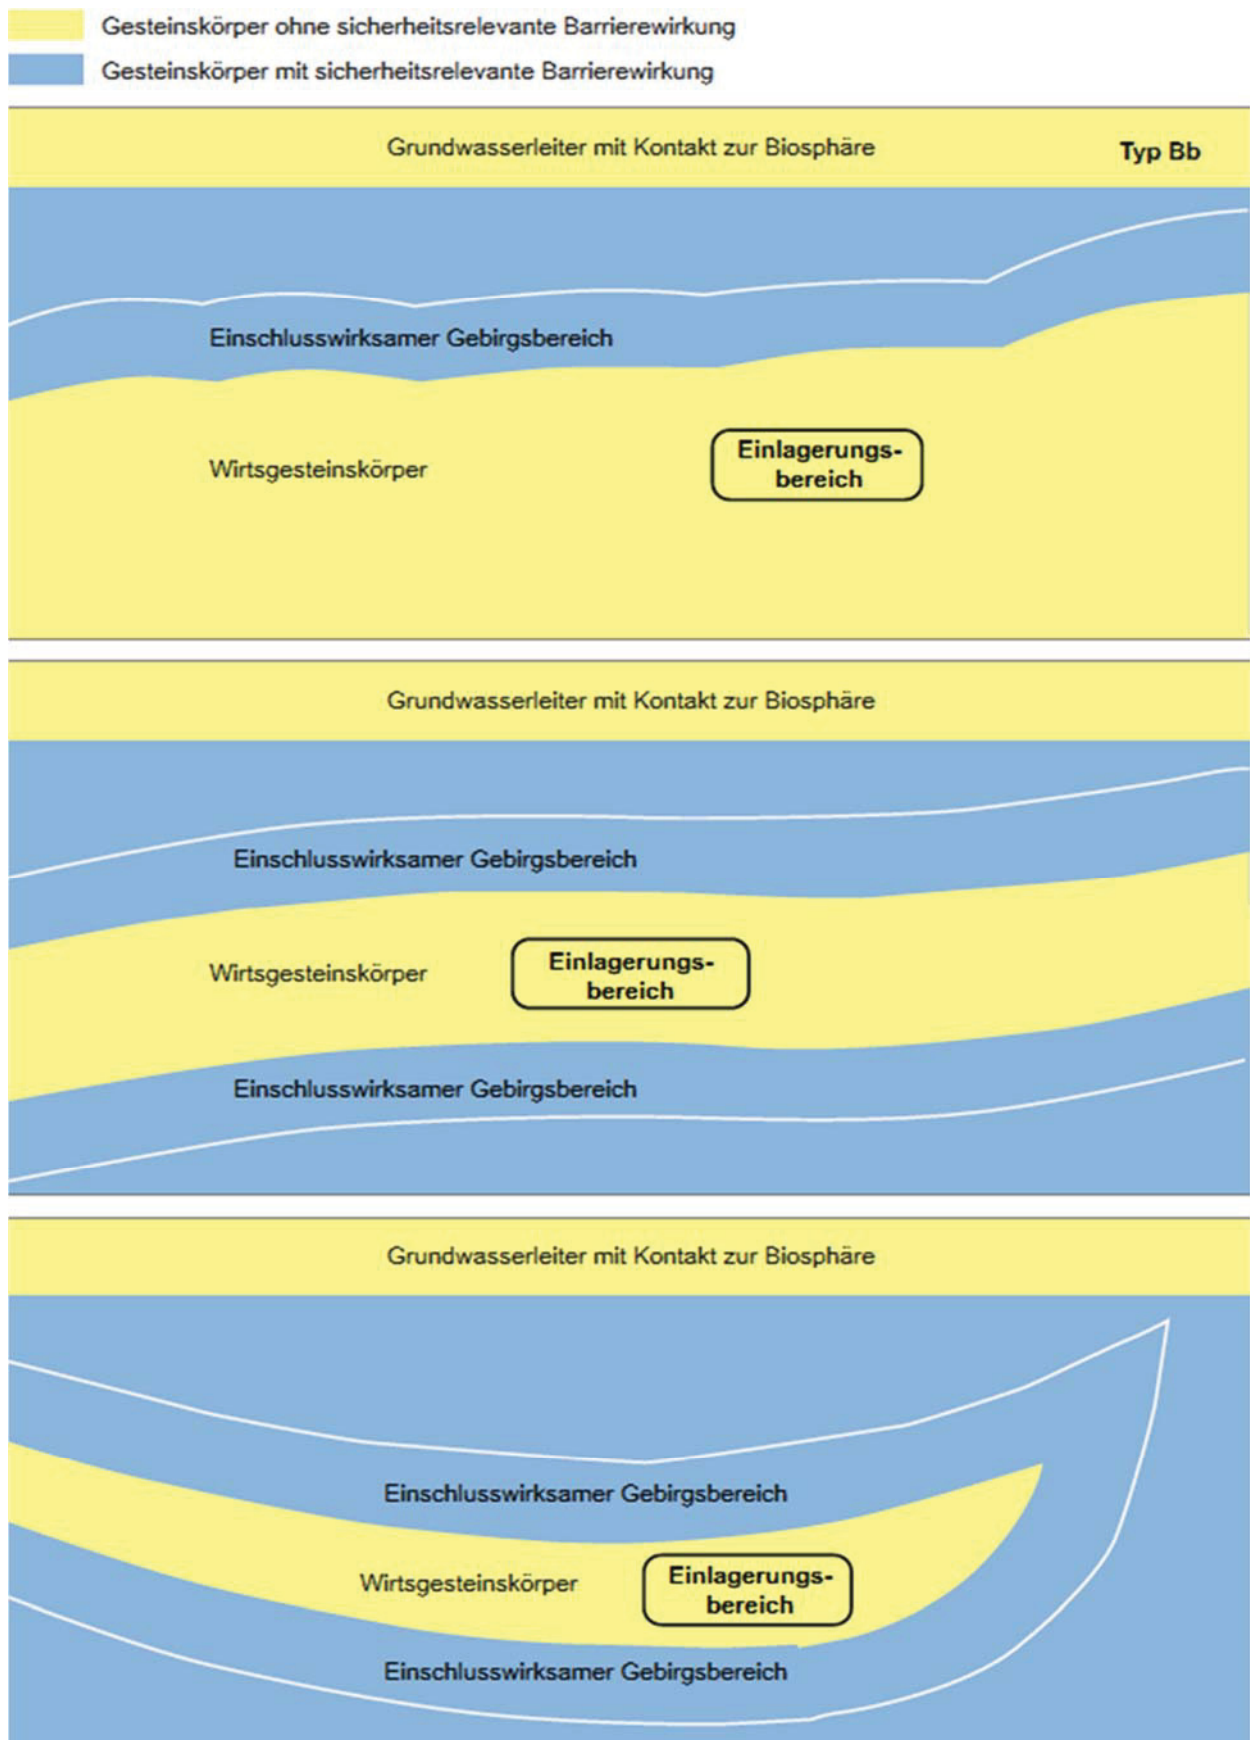 Gesteinskörper ohne sicherheitsrelevante Barrierewirkung
Gesteinskörper mit sicherheitsrelevante Barrierewirkung
Grundwasserleiter mit Kontakt zur Biosphäre
Typ Bb
Einschlusswirksamer Gebirgsbereich
Wirtsgesteinskörper
Einlagerungs-
bereich
Grundwasserleiter mit Kontakt zur Biosphäre
Einschlusswirksamer Gebirgsbereich
Wirtsgesteinskörper
Einlagerungs-
bereich
Einschlusswirksamer Gebirgsbereich
Grundwasserleiter mit Kontakt zur Biosphäre
Einschlusswirksamer Gebirgsbereich
Wirtsgesteinskörper
Einlagerungs-
bereich
Einschlusswirksamer Gebirgsbereich